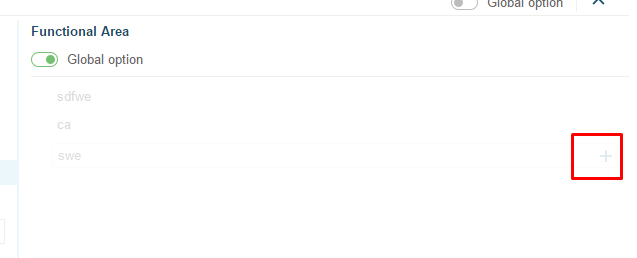 Global option
Functional Area
Global option
sdfwe
ca
swe